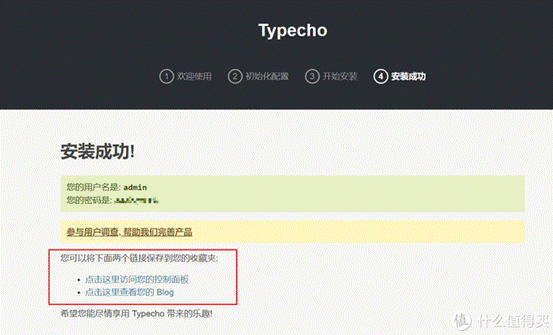 Typecho
1 欢迎使用 2 初始化配置 3 开始安装 4 安装成功
安装成功!
您的用户名是: admin
您的密码是:
参与用户调查, 帮助我们完善产品
您可以将下面两个链接保存到您的收藏夹:
点击这里访问您的控制面板
点击这里查看您的 Blog
希望您能尽情享用 Typecho 带来的乐趣!
值 什么值得买